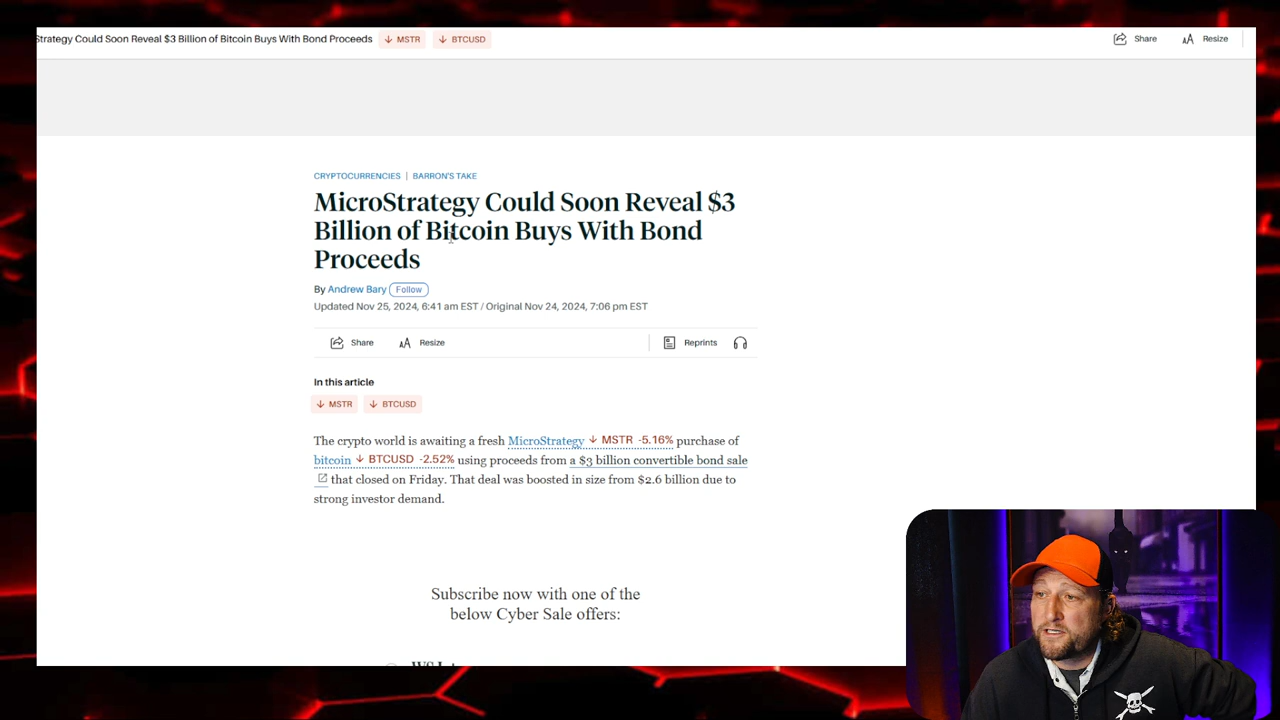 Strategy Could Soon Reveal $3 Billion of Bitcoin Buys With Bond Proceeds MSTR BTCUSD Share AA Resize
CRYPTOCURRENCIES | BARRON'S TAKE
MicroStrategy Could Soon Reveal $3
Billion of Bitcoin Buys With Bond
Proceeds
By Andrew Bary Follow
Updated Nov 25, 2024, 6:41 am EST / Original Nov 24, 2024, 7:06 pm EST
Share AA Resize Reprints
In this article
MSTR BTCUSD
The crypto world is awaiting a fresh MicroStrategy MSTR -5.16% purchase of
bitcoin BTCUSD -2.52% using proceeds from a $3 billion convertible bond sale
that closed on Friday. That deal was boosted in size from $2.6 billion due to
strong investor demand.
Subscribe now with one of the
below Cyber Sale offers: